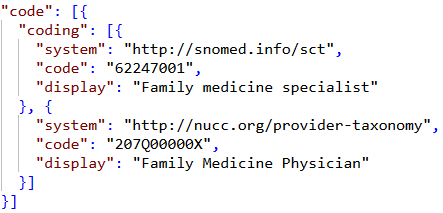 "code": [{
  "coding": [{
    "system": "http://snomed.info/sct",
    "code": "62247001",
    "display": "Family medicine specialist"
  }, {
    "system": "http://nucc.org/provider-taxonomy",
    "code": "207Q00000X",
    "display": "Family Medicine Physician"
  }]
}]